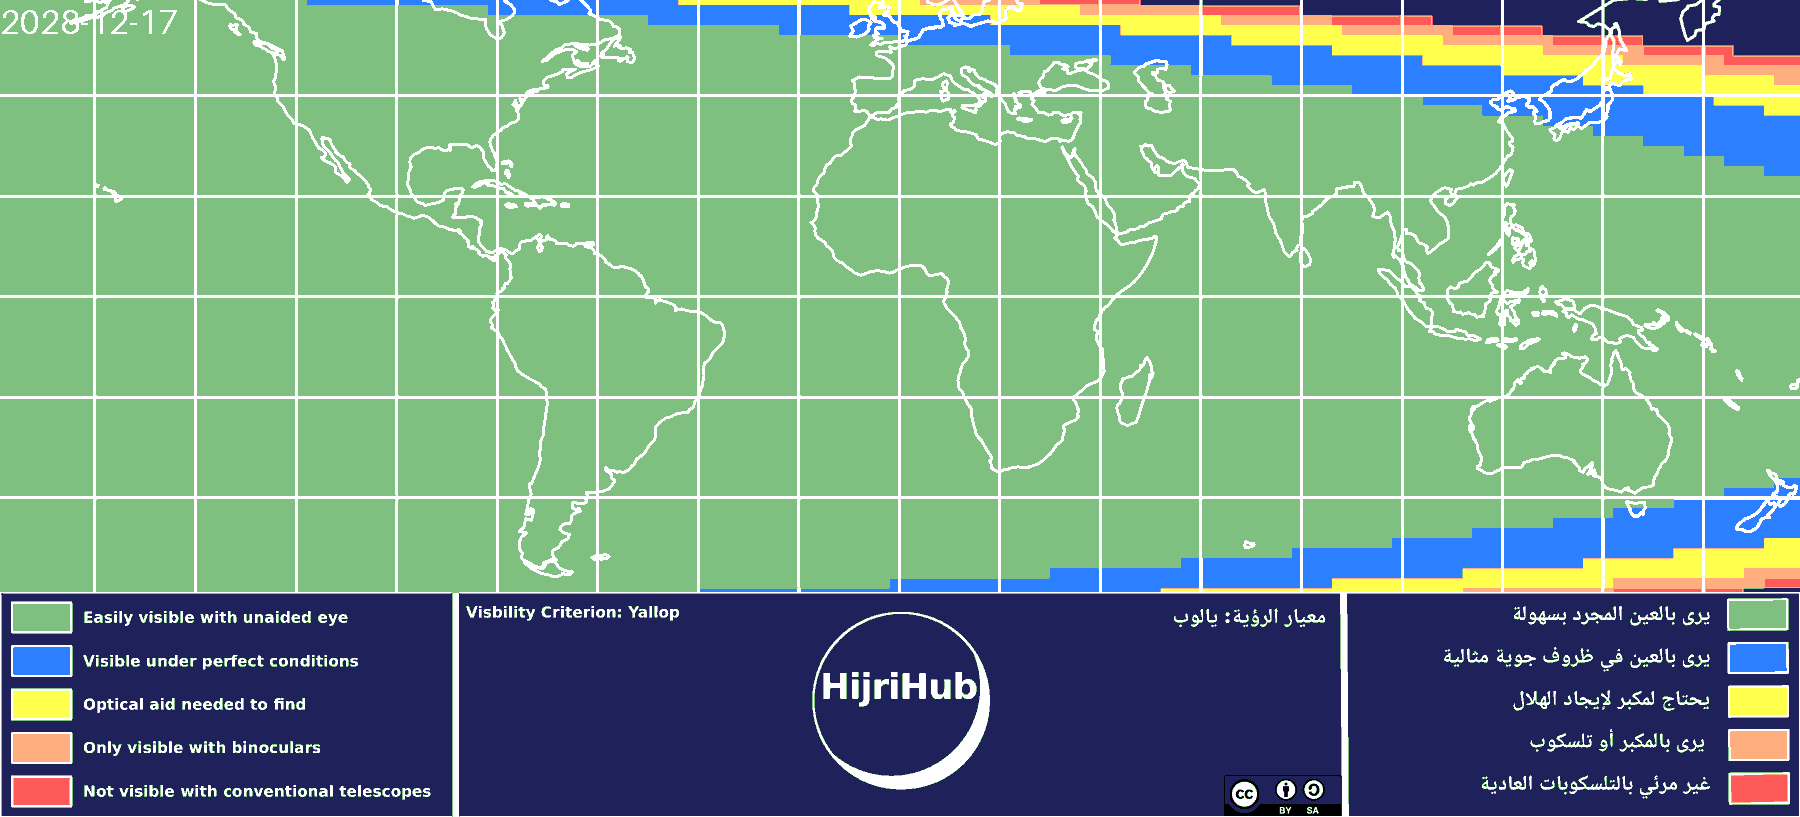 2028-12-17
Easily visible with unaided eye
Visible under perfect conditions
Optical aid needed to find
Only visible with binoculars
Not visible with conventional telescopes
Visbility Criterion: Yallop
معيار الرؤية: يالوب
HijriHub
cc
BY SA
يرى بالعين المجرد بسهولة
يرى بالعين في ظروف جوية مثالية
يحتاج لمكبر لإيجاد الهلال
يرى بالمكبر أو تلسكوب
غير مرئي بالتلسكوبات العادية